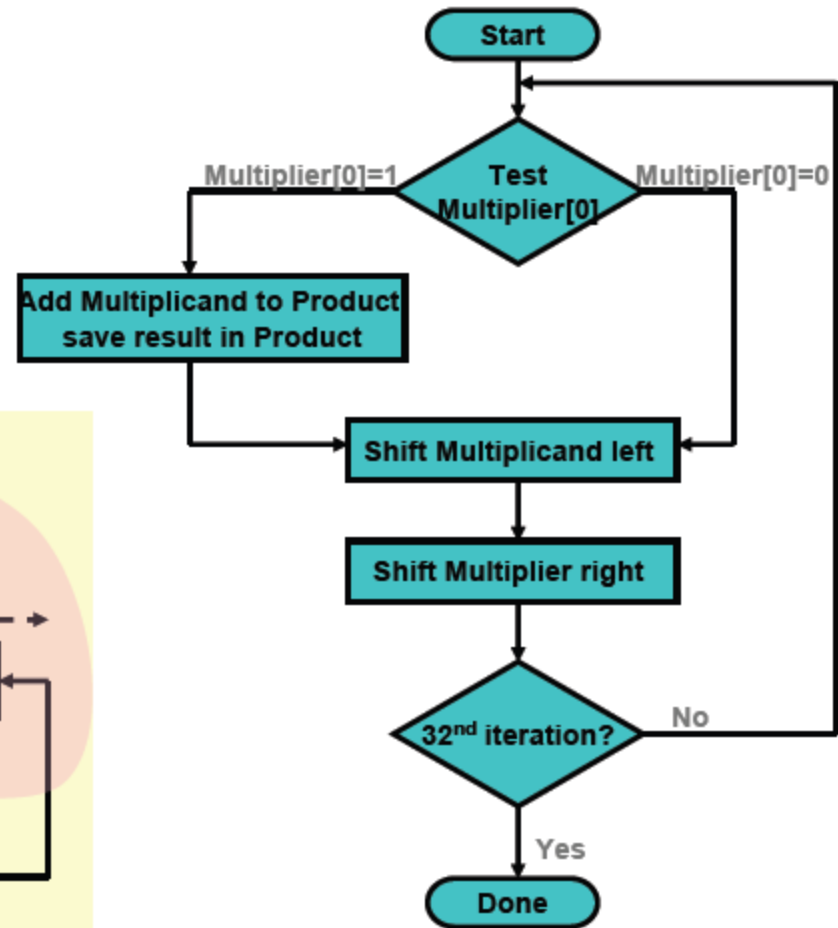 Start
Multiplier[0]=1
Test
Multiplier[0]
Multiplier[0]=0
Add Multiplicand to Product
save result in Product
Shift Multiplicand left
Shift Multiplier right
32nd iteration?
No
Yes
Done